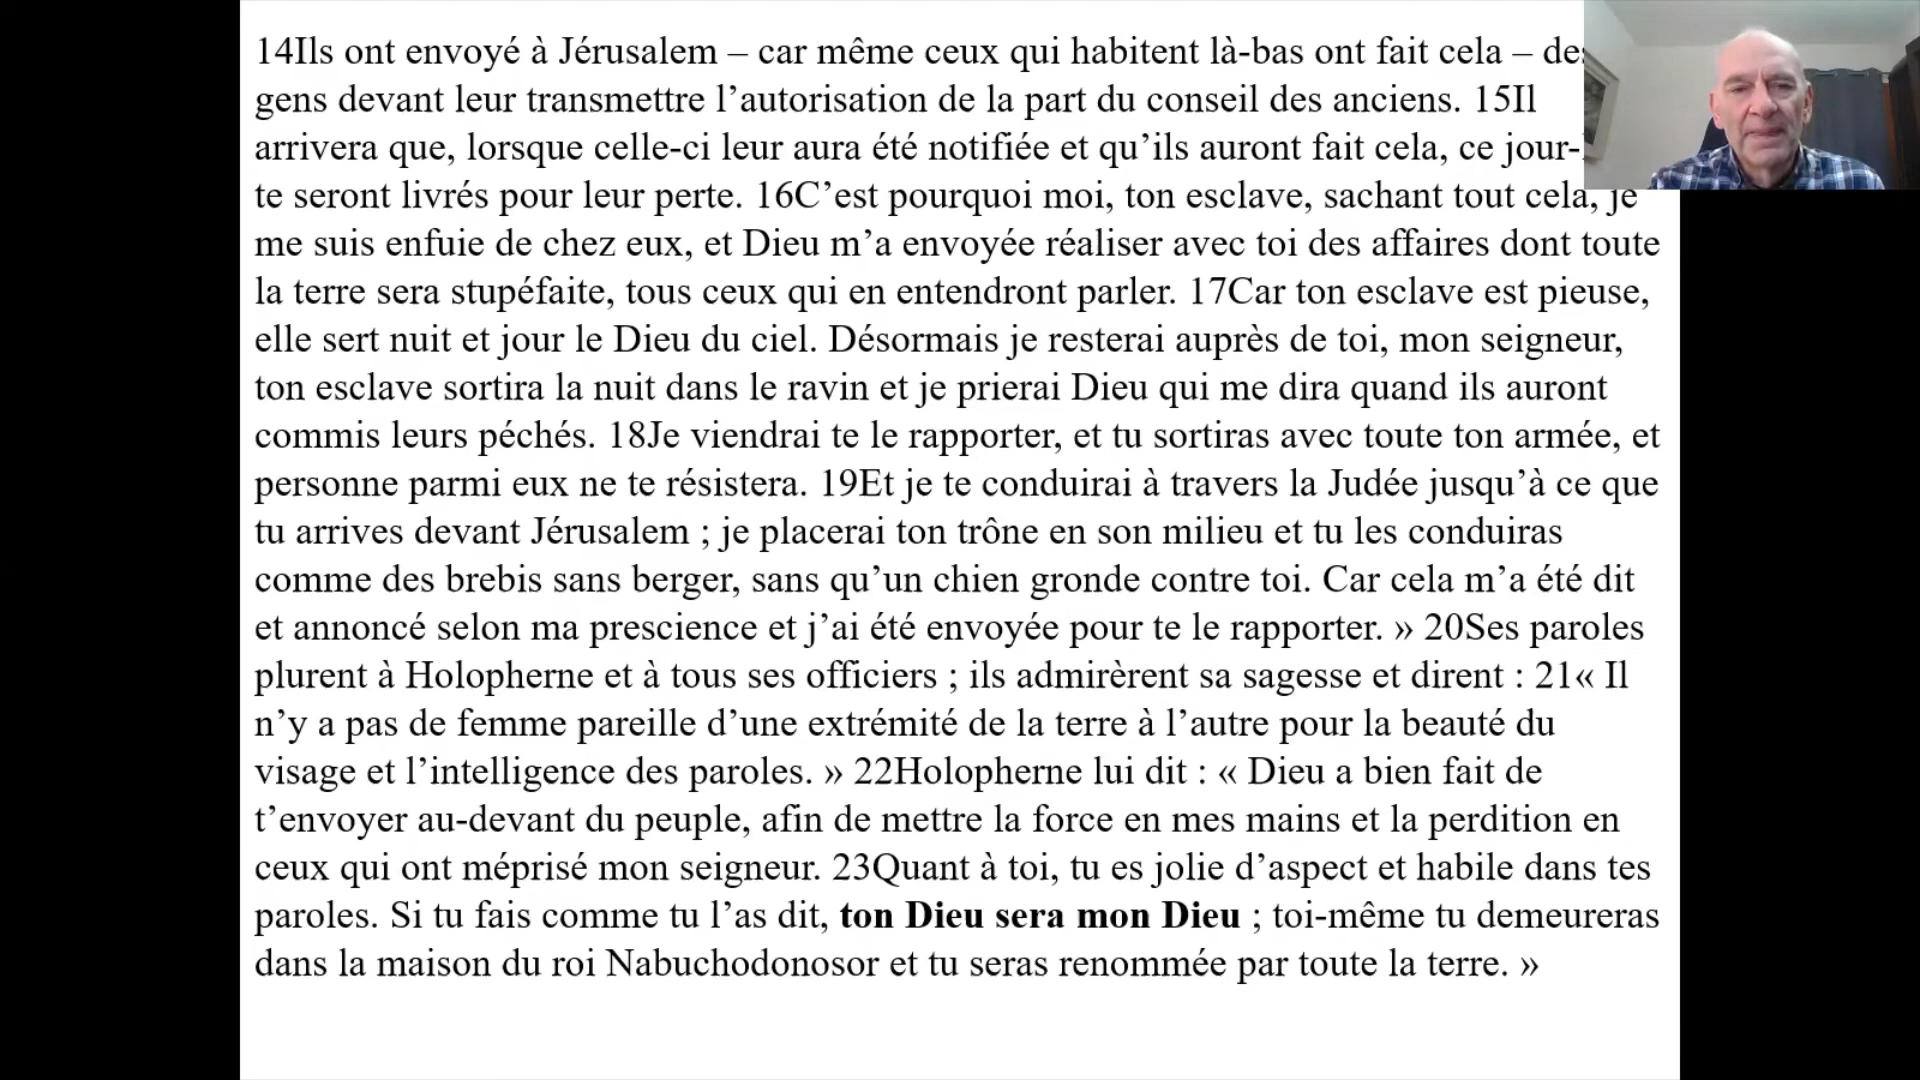 14Ils ont envoyé à Jérusalem – car même ceux qui habitent là-bas ont fait cela – des
gens devant leur transmettre l’autorisation de la part du conseil des anciens. 15Il
arrivera que, lorsque celle-ci leur aura été notifiée et qu’ils auront fait cela, ce jour-
te seront livrés pour leur perte. 16C’est pourquoi moi, ton esclave, sachant tout cela, je
me suis enfuie de chez eux, et Dieu m’a envoyée réaliser avec toi des affaires dont toute
la terre sera stupéfaite, tous ceux qui en entendront parler. 17Car ton esclave est pieuse,
elle sert nuit et jour le Dieu du ciel. Désormais je resterai auprès de toi, mon seigneur,
ton esclave sortira la nuit dans le ravin et je prierai Dieu qui me dira quand ils auront
commis leurs péchés. 18Je viendrai te le rapporter, et tu sortiras avec toute ton armée, et
personne parmi eux ne te résistera. 19Et je te conduirai à travers la Judée jusqu’à ce que
tu arrives devant Jérusalem ; je placerai ton trône en son milieu et tu les conduiras
comme des brebis sans berger, sans qu’un chien gronde contre toi. Car cela m’a été dit
et annoncé selon ma prescience et j’ai été envoyée pour te le rapporter. » 20Ses paroles
plurent à Holopherne et à tous ses officiers ; ils admirèrent sa sagesse et dirent : 21« Il
n’y a pas de femme pareille d’une extrémité de la terre à l’autre pour la beauté du
visage et l’intelligence des paroles. » 22Holopherne lui dit : « Dieu a bien fait de
t’envoyer au-devant du peuple, afin de mettre la force en mes mains et la perdition en
ceux qui ont méprisé mon seigneur. 23Quant à toi, tu es jolie d’aspect et habile dans tes
paroles. Si tu fais comme tu l’as dit, ton Dieu sera mon Dieu ; toi-même tu demeureras
dans la maison du roi Nabuchodonosor et tu seras renommée par toute la terre. »